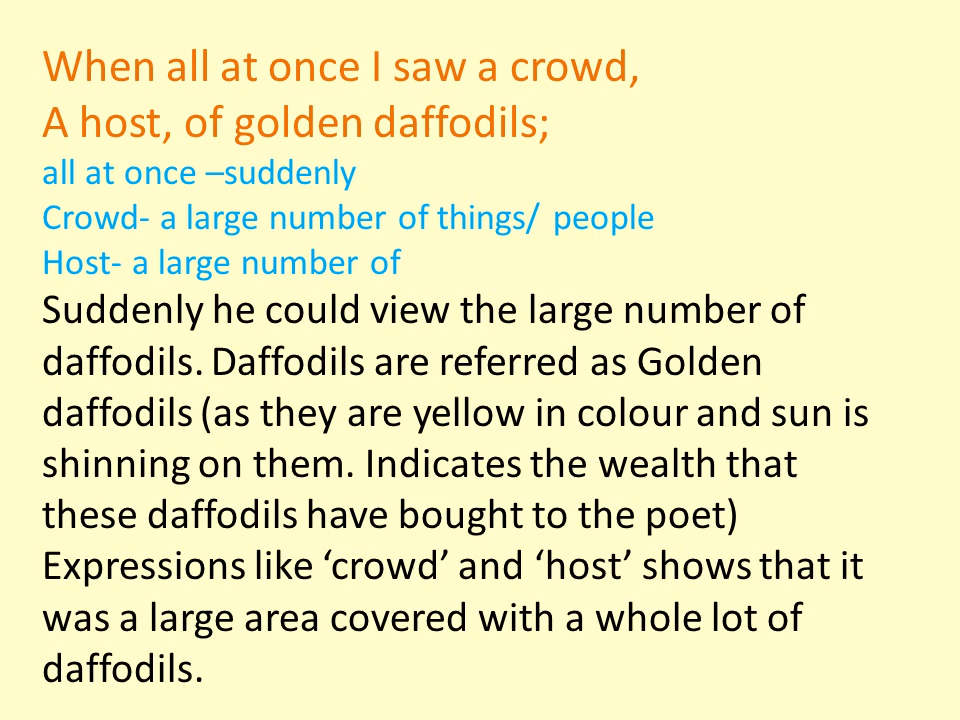 When all at once I saw a crowd,
A host, of golden daffodils;
all at once –suddenly
Crowd- a large number of things/ people
Host- a large number of
Suddenly he could view the large number of
daffodils. Daffodils are referred as Golden
daffodils (as they are yellow in colour and sun is
shinning on them. Indicates the wealth that
these daffodils have bought to the poet)
Expressions like ‘crowd’ and ‘host’ shows that it
was a large area covered with a whole lot of
daffodils.